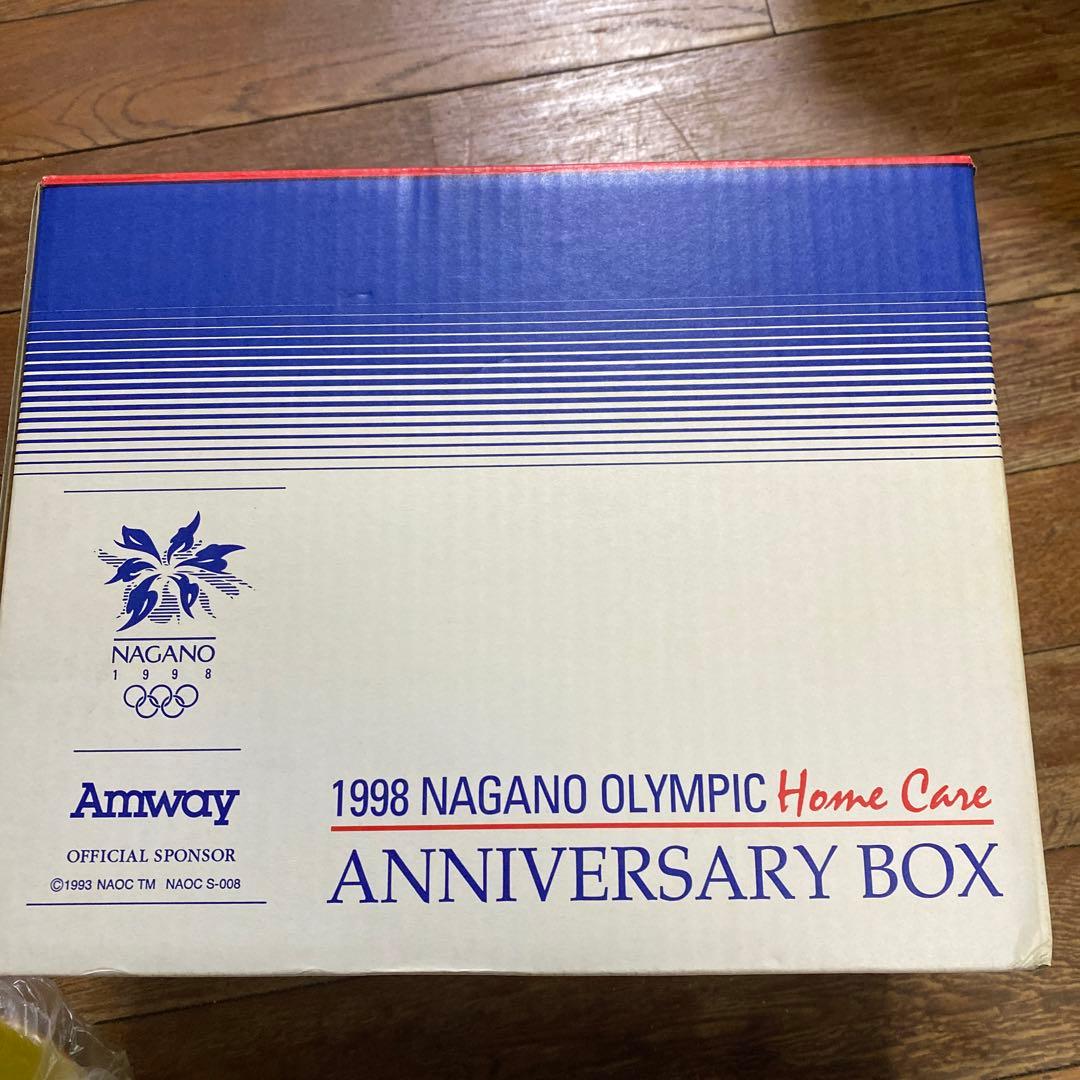 NAGANO
1998
Amway
OFFICIAL SPONSOR
©1993 NAOC TM NAOC S-008
1998 NAGANO OLYMPIC Home Care
ANNIVERSARY BOX